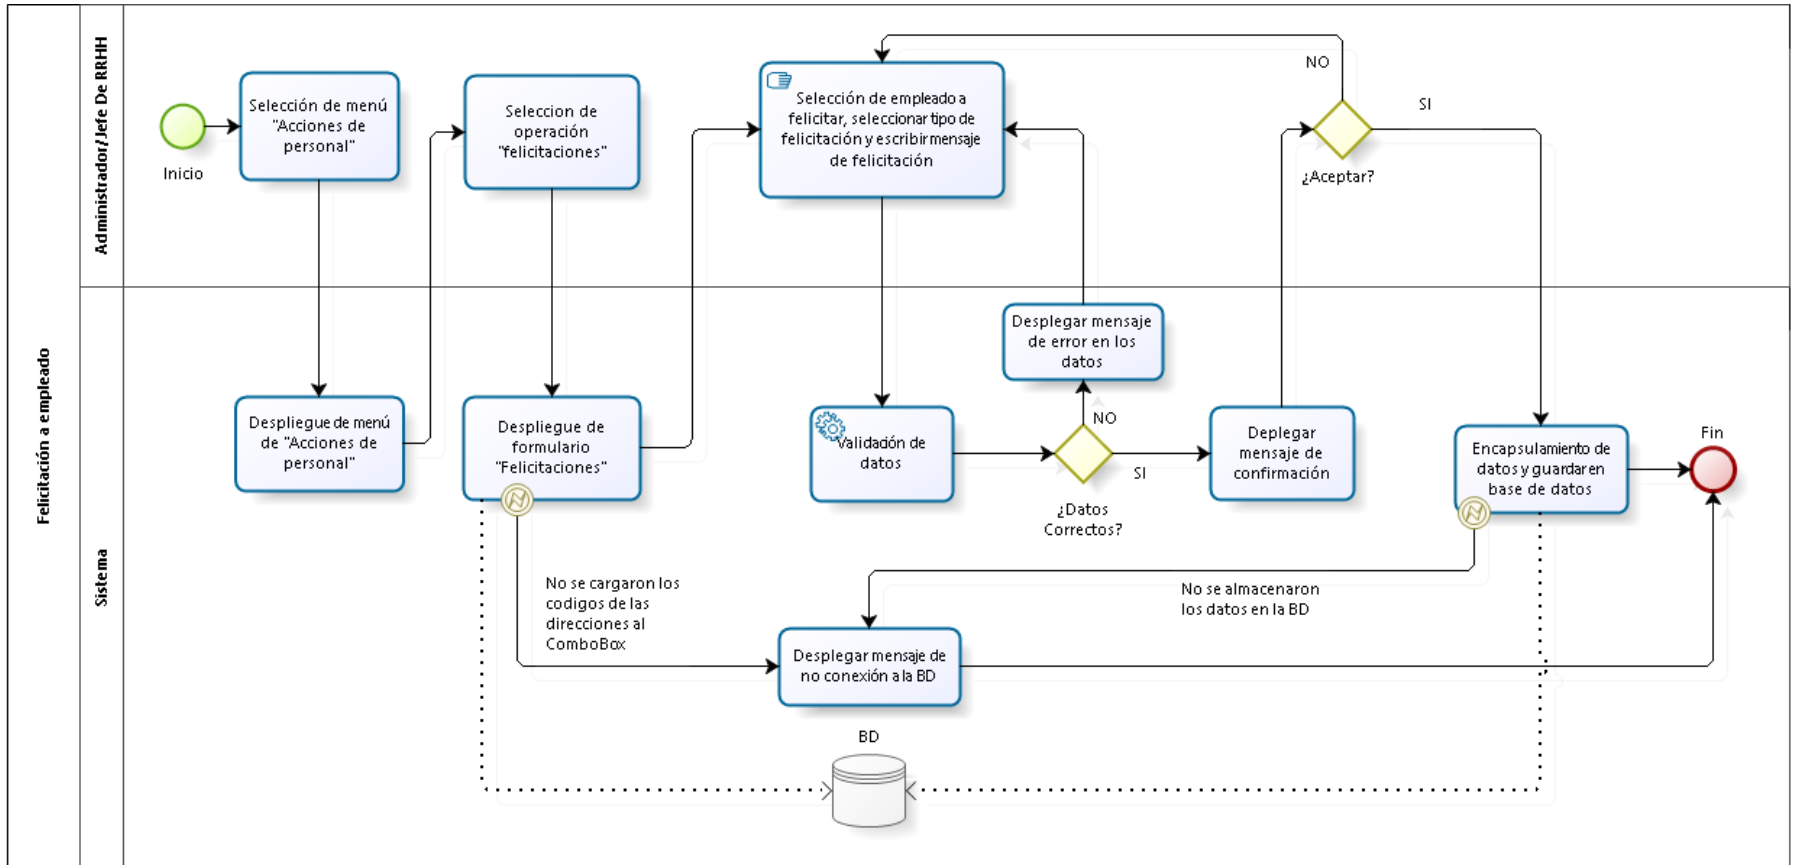 Felicitación a empleado
Administrador/Jefe De RRHH
Inicio
Selección de menú
"Acciones de
personal"
Seleccion de
operación
"felicitaciones"
Selección de empleado a
felicitar, seleccionar tipo de
felicitación y escribir mensaje
de felicitación
NO
SI
¿Aceptar?
Sistema
Despliegue de menú
de "Acciones de
personal"
Despliegue de
formulario
"Felicitaciones"
Validación de
datos
Desplegar mensaje
de error en los
datos
NO
SI
¿Datos
Correctos?
Deplegar
mensaje de
confirmación
Encapsulamiento de
datos y guardar en
base de datos
Fin
No se cargaron los
codigos de las
direcciones al
ComboBox
No se almacenaron
los datos en la BD
Desplegar mensaje de
no conexión a la BD
BD